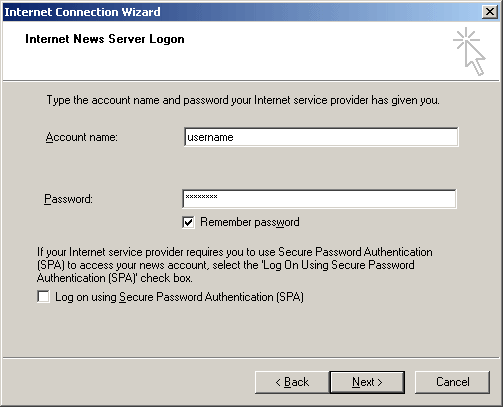 Internet Connection Wizard
Internet News Server Logon
Type the account name and password your Internet service provider has given you.
Account name:
username
Password:
xxxxxxxx
Remember password
If your Internet service provider requires you to use Secure Password Authentication
(SPA) to access your news account, select the 'Log On Using Secure Password
Authentication (SPA)' check box.
Log on using Secure Password Authentication (SPA)
< Back
Next >
Cancel